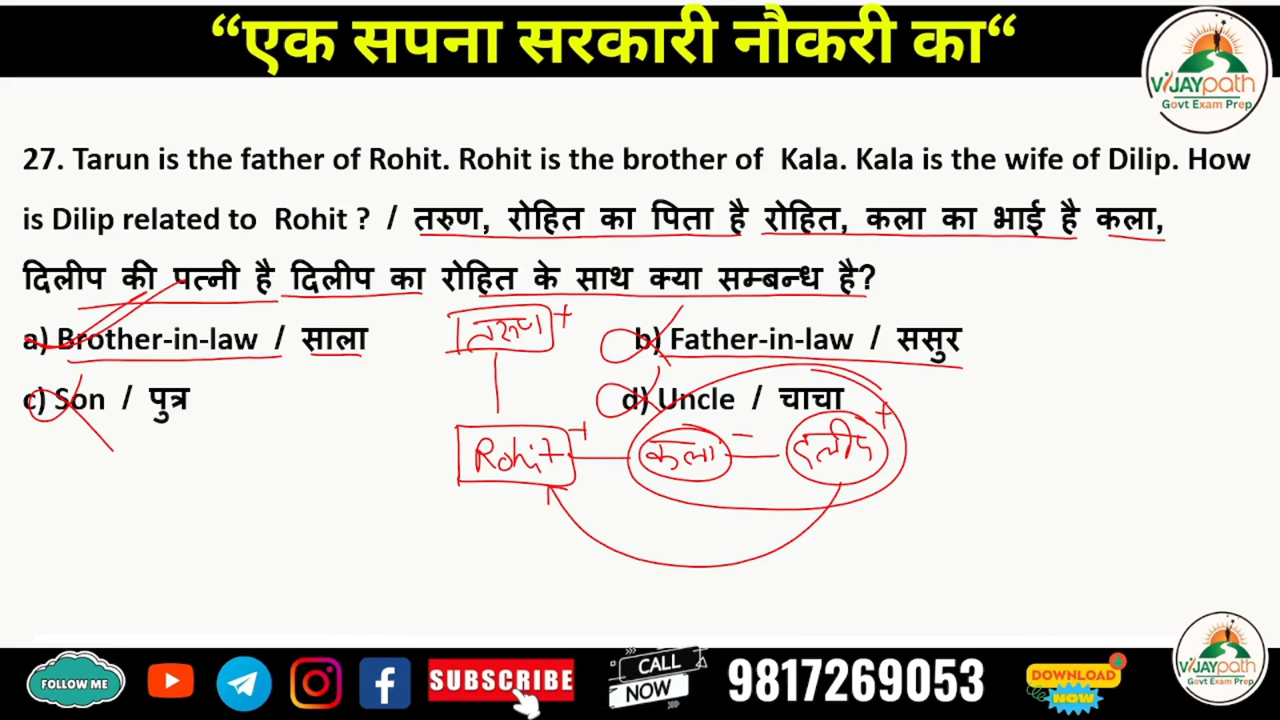 “एक सपना सरकारी नौकरी का“
ViJAYpath
Govt Exam Prep
27. Tarun is the father of Rohit. Rohit is the brother of Kala. Kala is the wife of Dilip. How
is Dilip related to Rohit ? / तरुण, रोहित का पिता है रोहित, कला का भाई है कला,
दिलीप की पत्नी है दिलीप का रोहित के साथ क्या सम्बन्ध है?
a) Brother-in-law / साला
b) Father-in-law / ससुर
c) Son / पुत्र
d) Uncle / चाचा
तरुण +
Rohit + कला - दलीप +
FOLLOW ME
SUBSCRIBE
CALL
NOW
9817269053
DOWNLOAD
NOW
ViJAYpath
Govt Exam Prep